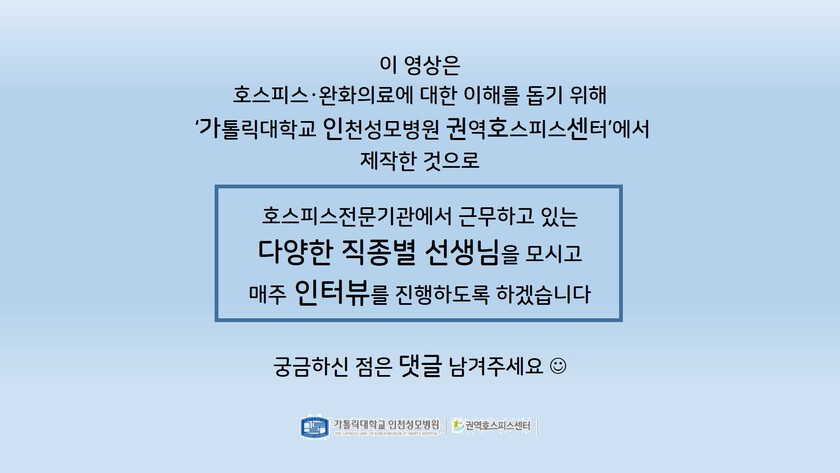 이 영상은
호스피스·완화의료에 대한 이해를 돕기 위해
'가톨릭대학교 인천성모병원 권역호스피스센터'에서
제작한 것으로
호스피스전문기관에서 근무하고 있는
다양한 직종별 선생님을 모시고
매주 인터뷰를 진행하도록 하겠습니다
궁금하신 점은 댓글 남겨주세요 ☺
가톨릭대학교 인천성모병원 권역호스피스센터